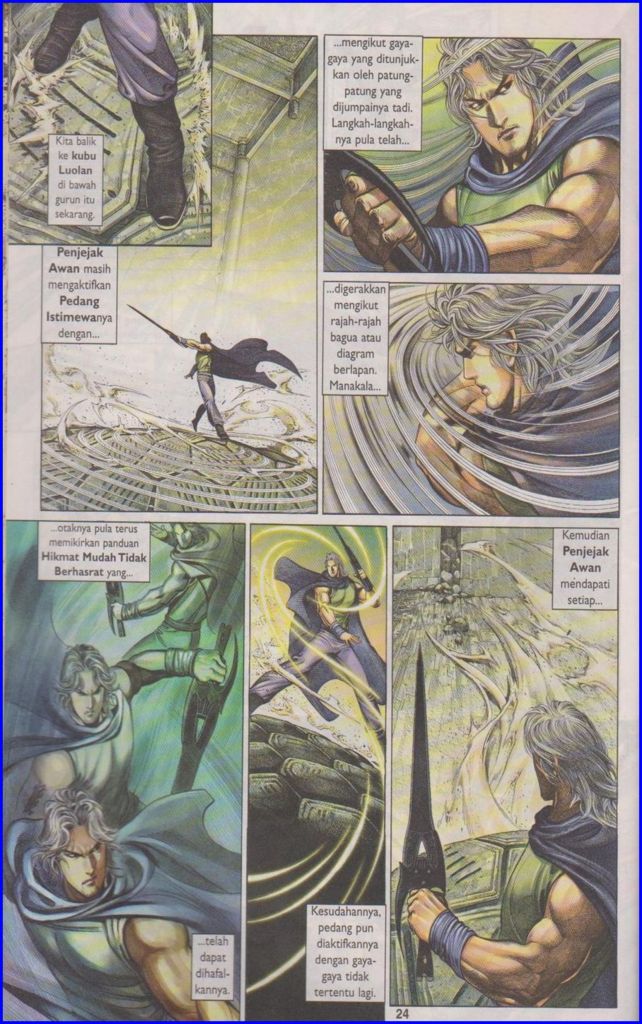 Kita balik
ke kubu
Luolan
di bawah
gurun itu
sekarang.
Penjejak
Awan masih
mengaktifkan
Pedang
Istimewanya
dengan...
...mengikut gaya-
gaya yang ditunjuk-
kan oleh patung-
patung yang
dijumpainya tadi.
Langkah-langkah-
nya pula telah...
...digerakkan
mengikut
rajah-rajah
bagua atau
diagram
berlapan.
Manakala...
...otaknya pula terus
memikirkan panduan
Hikmat Mudah Tidak
Berhasrat yang...
...telah
dapat
dihafal-
kannya.
Kesudahannya,
pedang pun
diaktifkannya
dengan gaya-
gaya tidak
tertentu lagi.
Kemudian
Penjejak
Awan
mendapati
setiap...
24